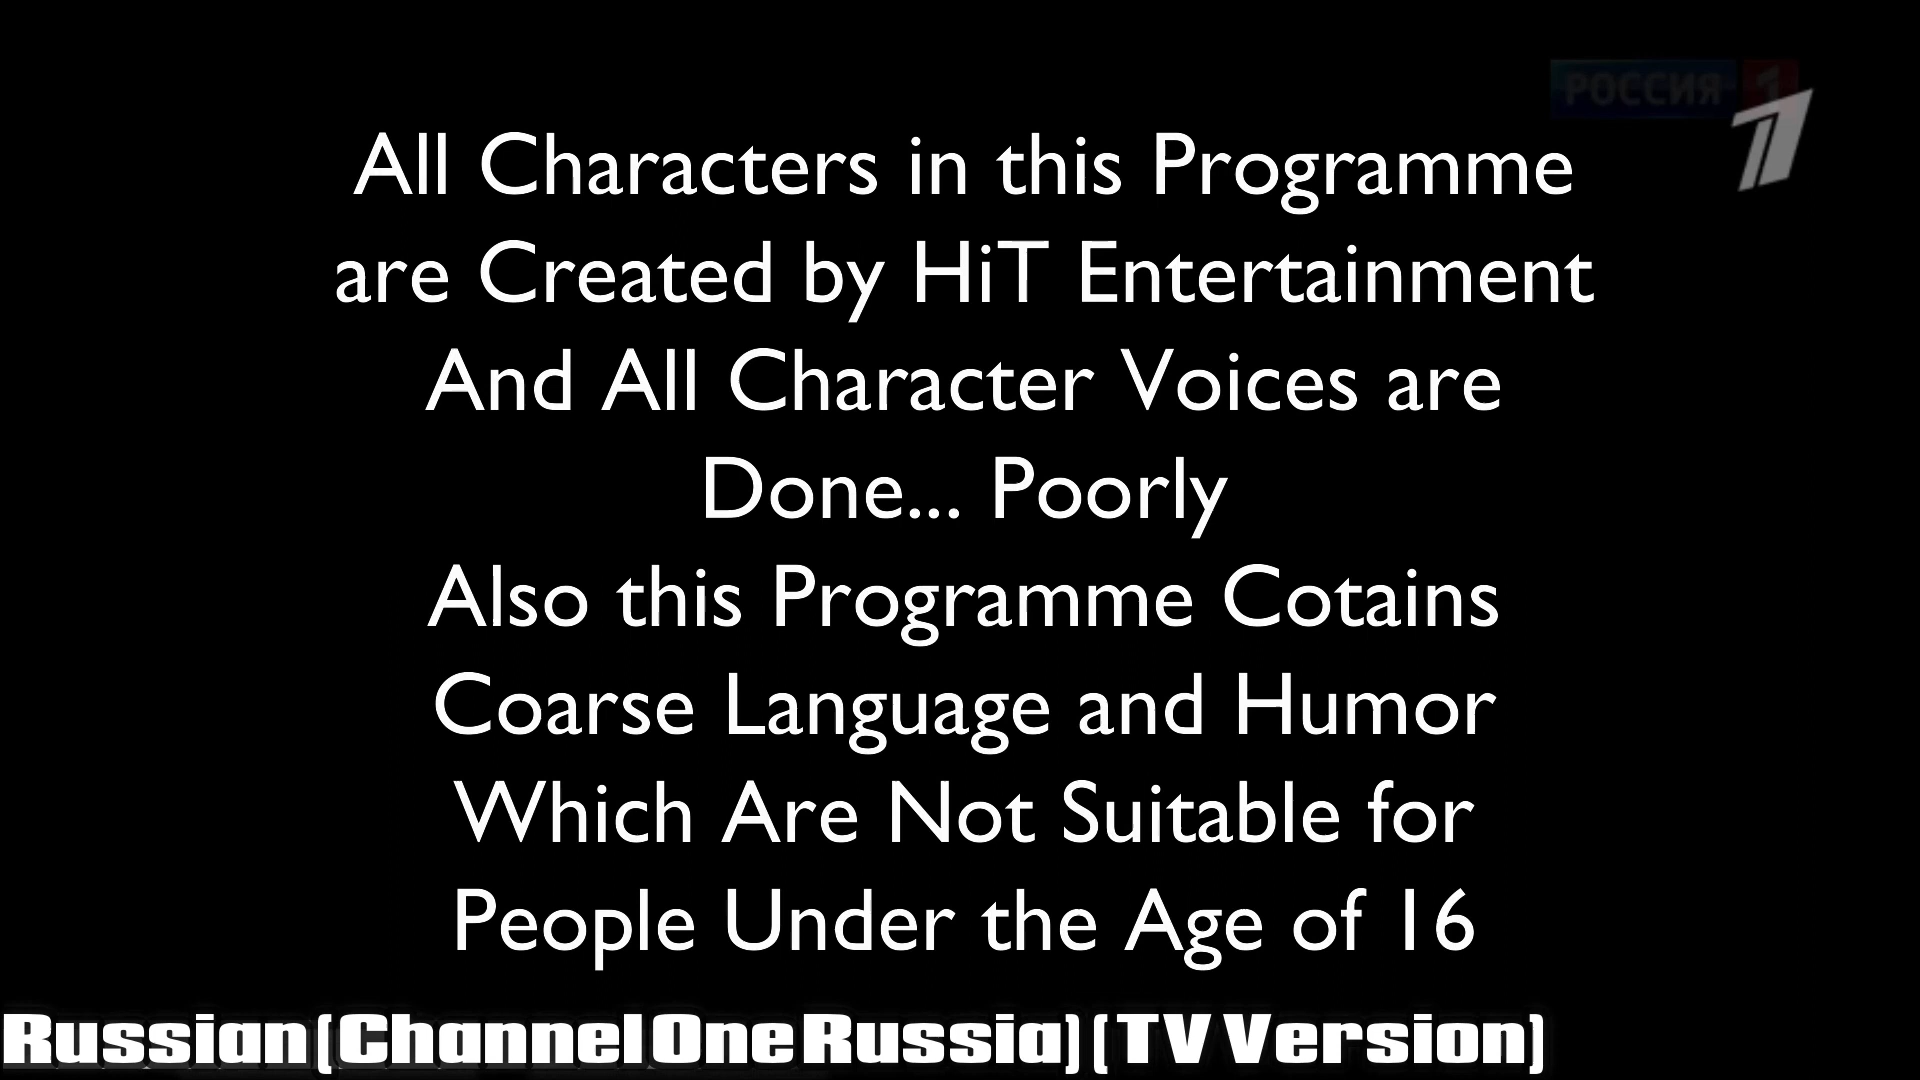 РОССИЯ 1
1
All Characters in this Programme
are Created by HiT Entertainment
And All Character Voices are
Done... Poorly
Also this Programme Cotains
Coarse Language and Humor
Which Are Not Suitable for
People Under the Age of 16
Russian (Channel One Russia) (TV Version)